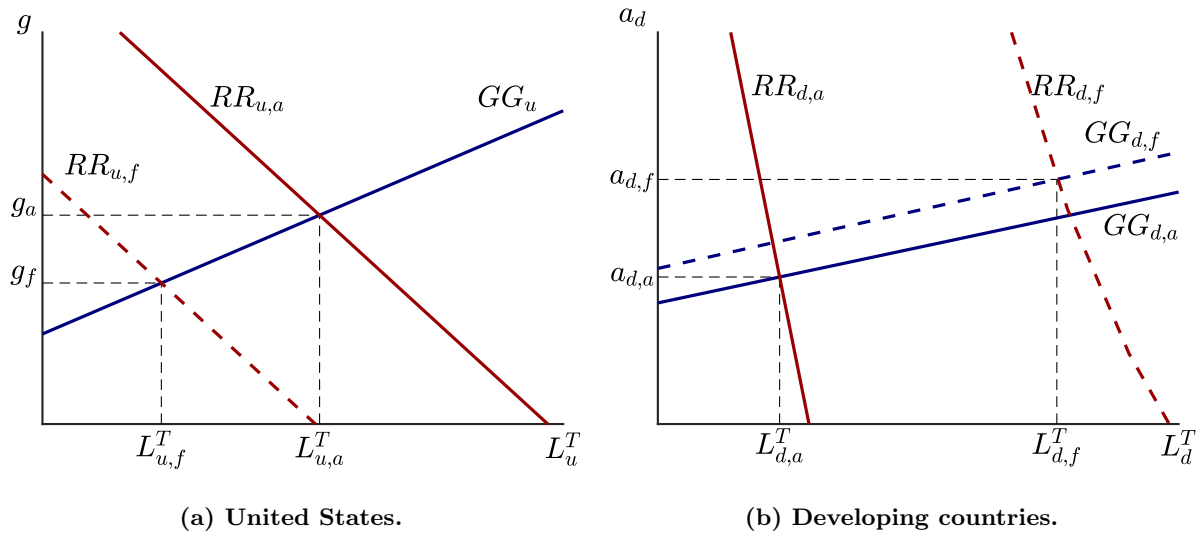 g
RR_{u,a}
GG_u
RR_{u,f}
g_a
g_f
L^T_{u,f}
L^T_{u,a}
L^T_u
(a) United States.
a_d
RR_{d,a}
RR_{d,f}
GG_{d,f}
a_{d,f}
GG_{d,a}
a_{d,a}
L^T_{d,a}
L^T_{d,f}
L^T_d
(b) Developing countries.